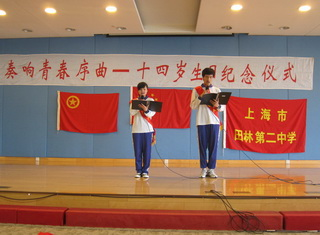 奏响青春序曲—十四岁生日纪念仪式
上海市
田林第二中学